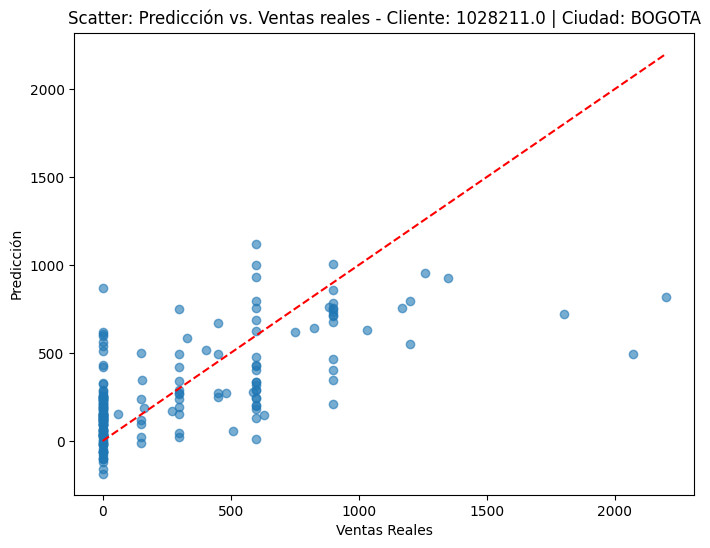 Scatter: Predicción vs. Ventas reales - Cliente: 1028211.0 | Ciudad: BOGOTA
2000
1500
1000
500
0
Predicción
0 500 1000 1500 2000
Ventas Reales